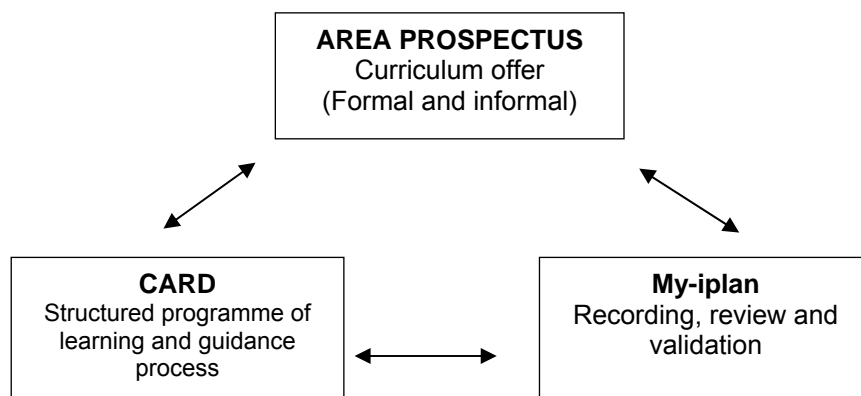 AREA PROSPECTUS
Curriculum offer
(Formal and informal)
CARD
Structured programme of
learning and guidance
process
My-iplan
Recording, review and
validation